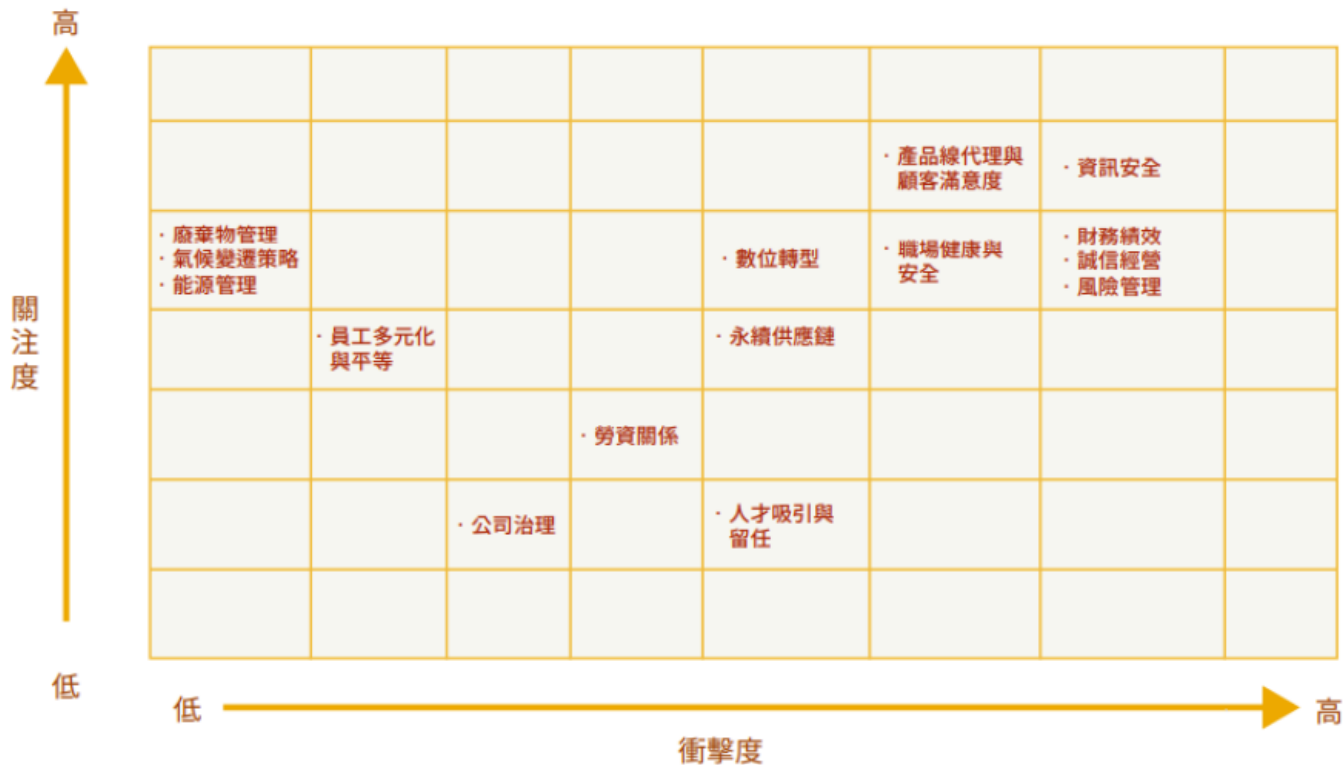 高
· 產品線代理與
顧客滿意度
· 資訊安全
· 廢棄物管理
· 氣候變遷策略
· 能源管理
· 數位轉型
· 職場健康與
安全
· 財務績效
· 誠信經營
· 風險管理
關注度
· 員工多元化
與平等
· 永續供應鏈
· 勞資關係
· 公司治理
· 人才吸引與
留任
低
低
高
衝擊度